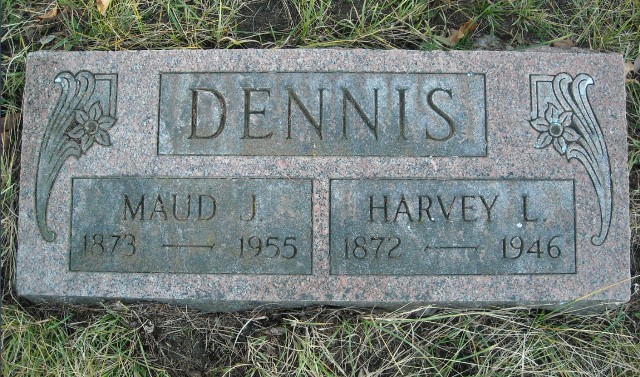 DENNIS
MAUD J.
1873 — 1955
HARVEY L.
1872 — 1946